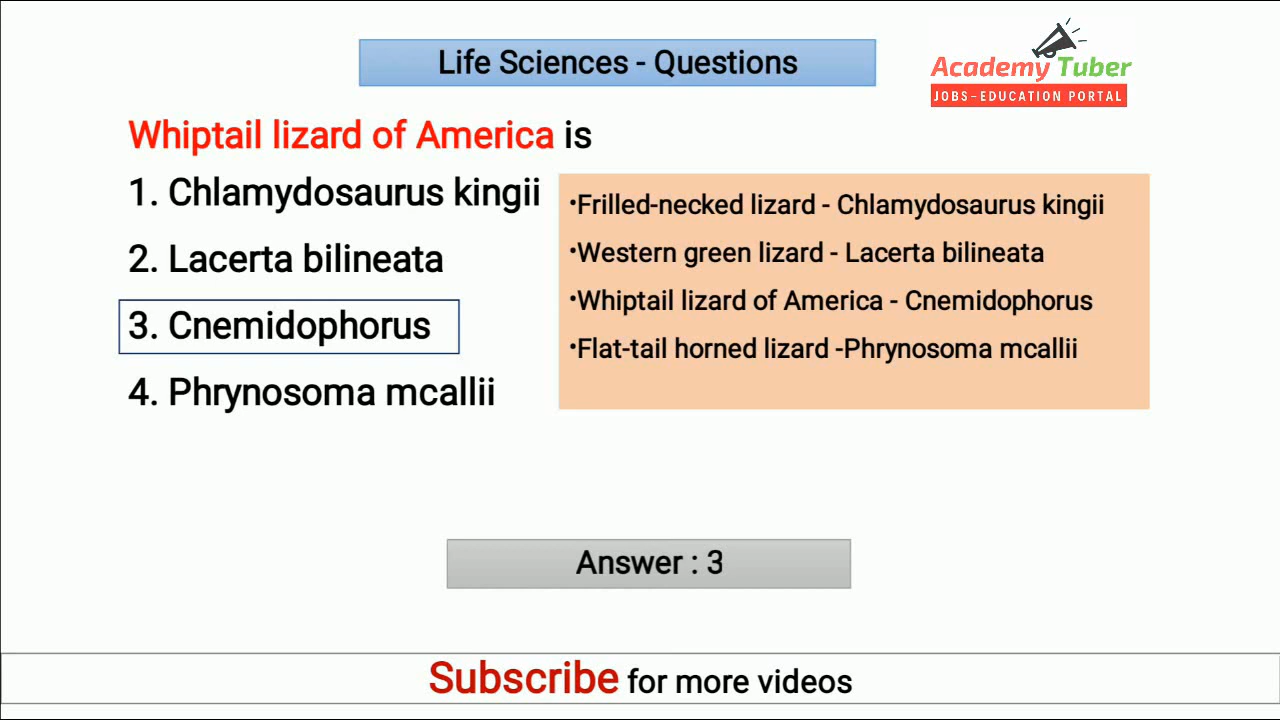 Life Sciences - Questions
Academy Tuber
JOBS-EDUCATION PORTAL
Whiptail lizard of America is
1. Chlamydosaurus kingii
2. Lacerta bilineata
3. Cnemidophorus
4. Phrynosoma mcallii
•Frilled-necked lizard - Chlamydosaurus kingii
•Western green lizard - Lacerta bilineata
•Whiptail lizard of America - Cnemidophorus
•Flat-tail horned lizard -Phrynosoma mcallii
Answer : 3
Subscribe for more videos